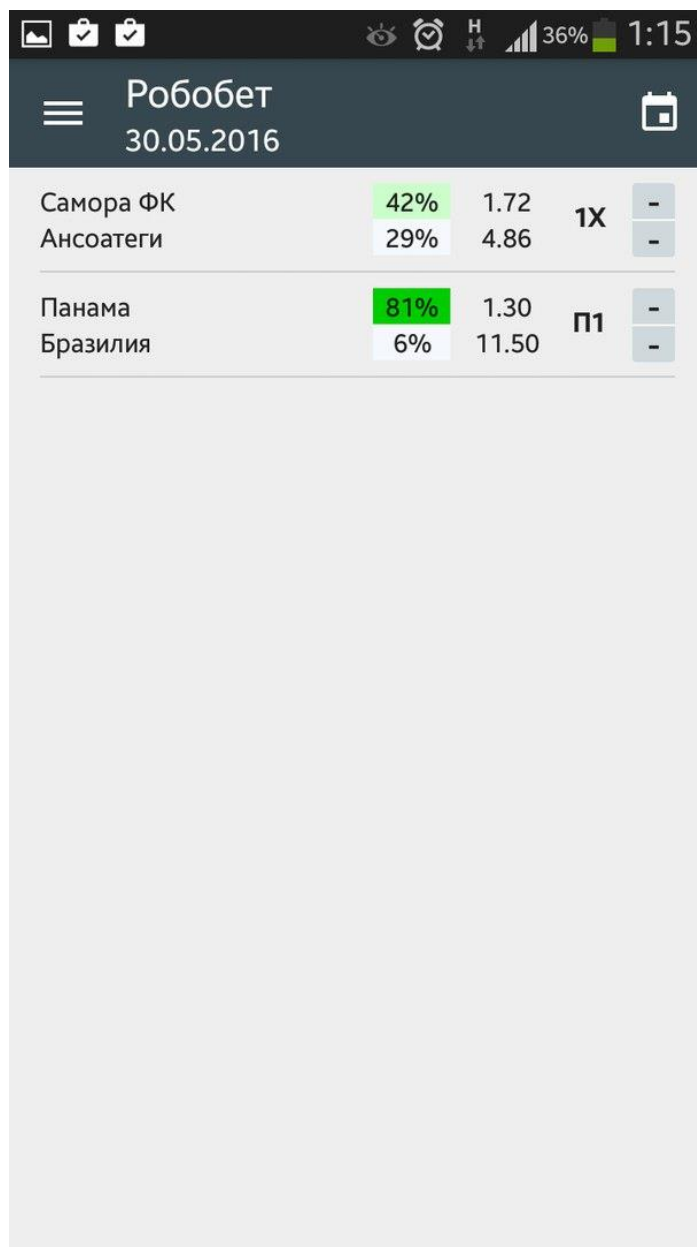 H 36% 1:15
Робобет
30.05.2016
Самора ФК 42% 1.72 1X -
Ансоатеги 29% 4.86 -
Панама 81% 1.30 П1 -
Бразилия 6% 11.50 -